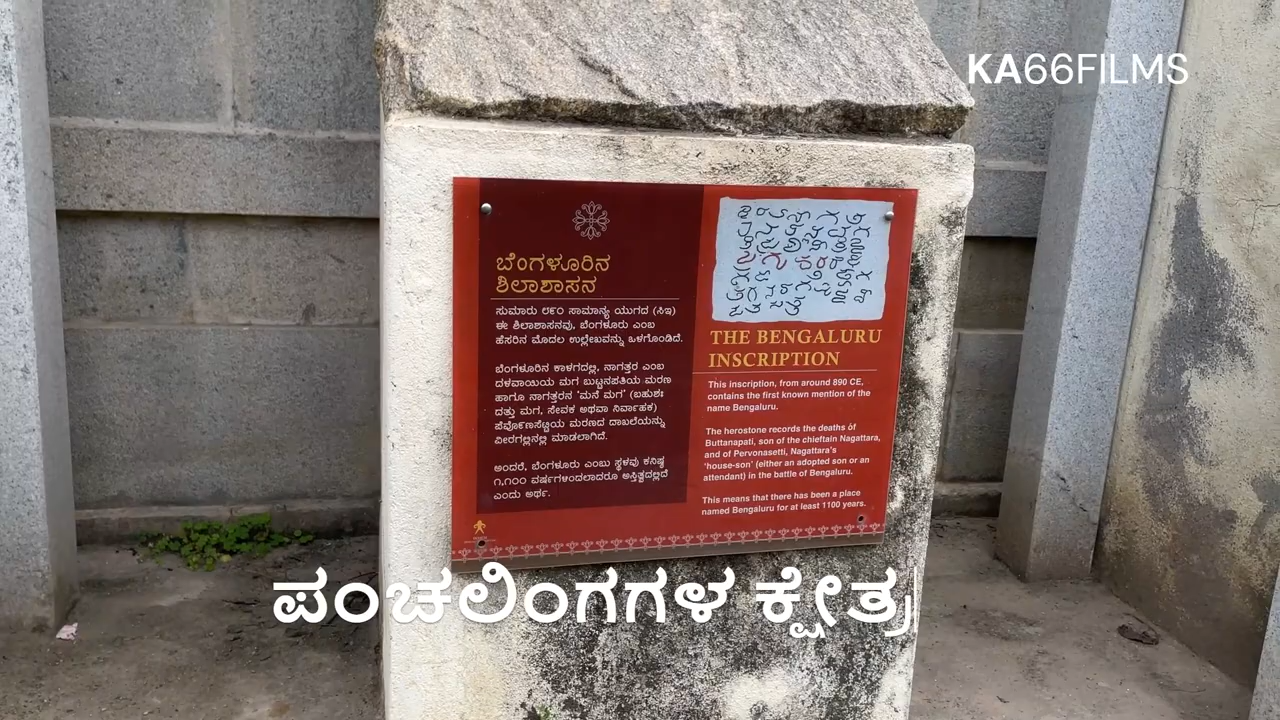 KA66FILMS
ಬೆಂಗಳೂರಿನ
ಶಿಲಾಶಾಸನ
ಸುಮಾರು ೮೯೦ ಸಾಮಾನ್ಯ ಯುಗದ (ಸಿಇ)
ಈ ಶಿಲಾಶಾಸನವು, ಬೆಂಗಳೂರು ಎಂಬ
ಹೆಸರಿನ ಮೊದಲ ಉಲ್ಲೇಖವನ್ನು ಒಳಗೊಂಡಿದೆ.
ಬೆಂಗಳೂರಿನ ಕಾಳಗದಲ್ಲಿ, ನಾಗತ್ತರ ಎಂಬ
ದಳವಾಯಿಯ ಮಗ ಬುಟ್ಟನಪತಿಯ ಮರಣ
ಹಾಗೂ ನಾಗತ್ತರನ 'ಮನೆ ಮಗ' (ಬಹುಶಃ
ದತ್ತು ಮಗ, ಸೇವಕ ಅಥವಾ ನಿರ್ವಾಹಕ)
ಪೆರ್ವೊಣಸೆಟ್ಟಿಯ ಮರಣದ ದಾಖಲೆಯನ್ನು
ವೀರಗಲ್ಲಿನಲ್ಲಿ ಮಾಡಲಾಗಿದೆ.
ಅಂದರೆ, ಬೆಂಗಳೂರು ಎಂಬು ಸ್ಥಳವು ಕನಿಷ್ಠ
೧,೧೦೦ ವರ್ಷಗಳಿಂದಲಾದರೂ ಅಸ್ತಿತ್ವದಲ್ಲಿದೆ
ಎಂದು ಅರ್ಥ.
THE BENGALURU
INSCRIPTION
This inscription, from around 890 CE,
contains the first known mention of the
name Bengaluru.
The herostone records the deaths of
Buttanapati, son of the chieftain Nagattara,
and of Pervonasetti, Nagattara's
'house-son' (either an adopted son or an
attendant) in the battle of Bengaluru.
This means that there has been a place
named Bengaluru for at least 1100 years.
ಪಂಚಲಿಂಗಗಳ ಕ್ಷೇತ್ರ